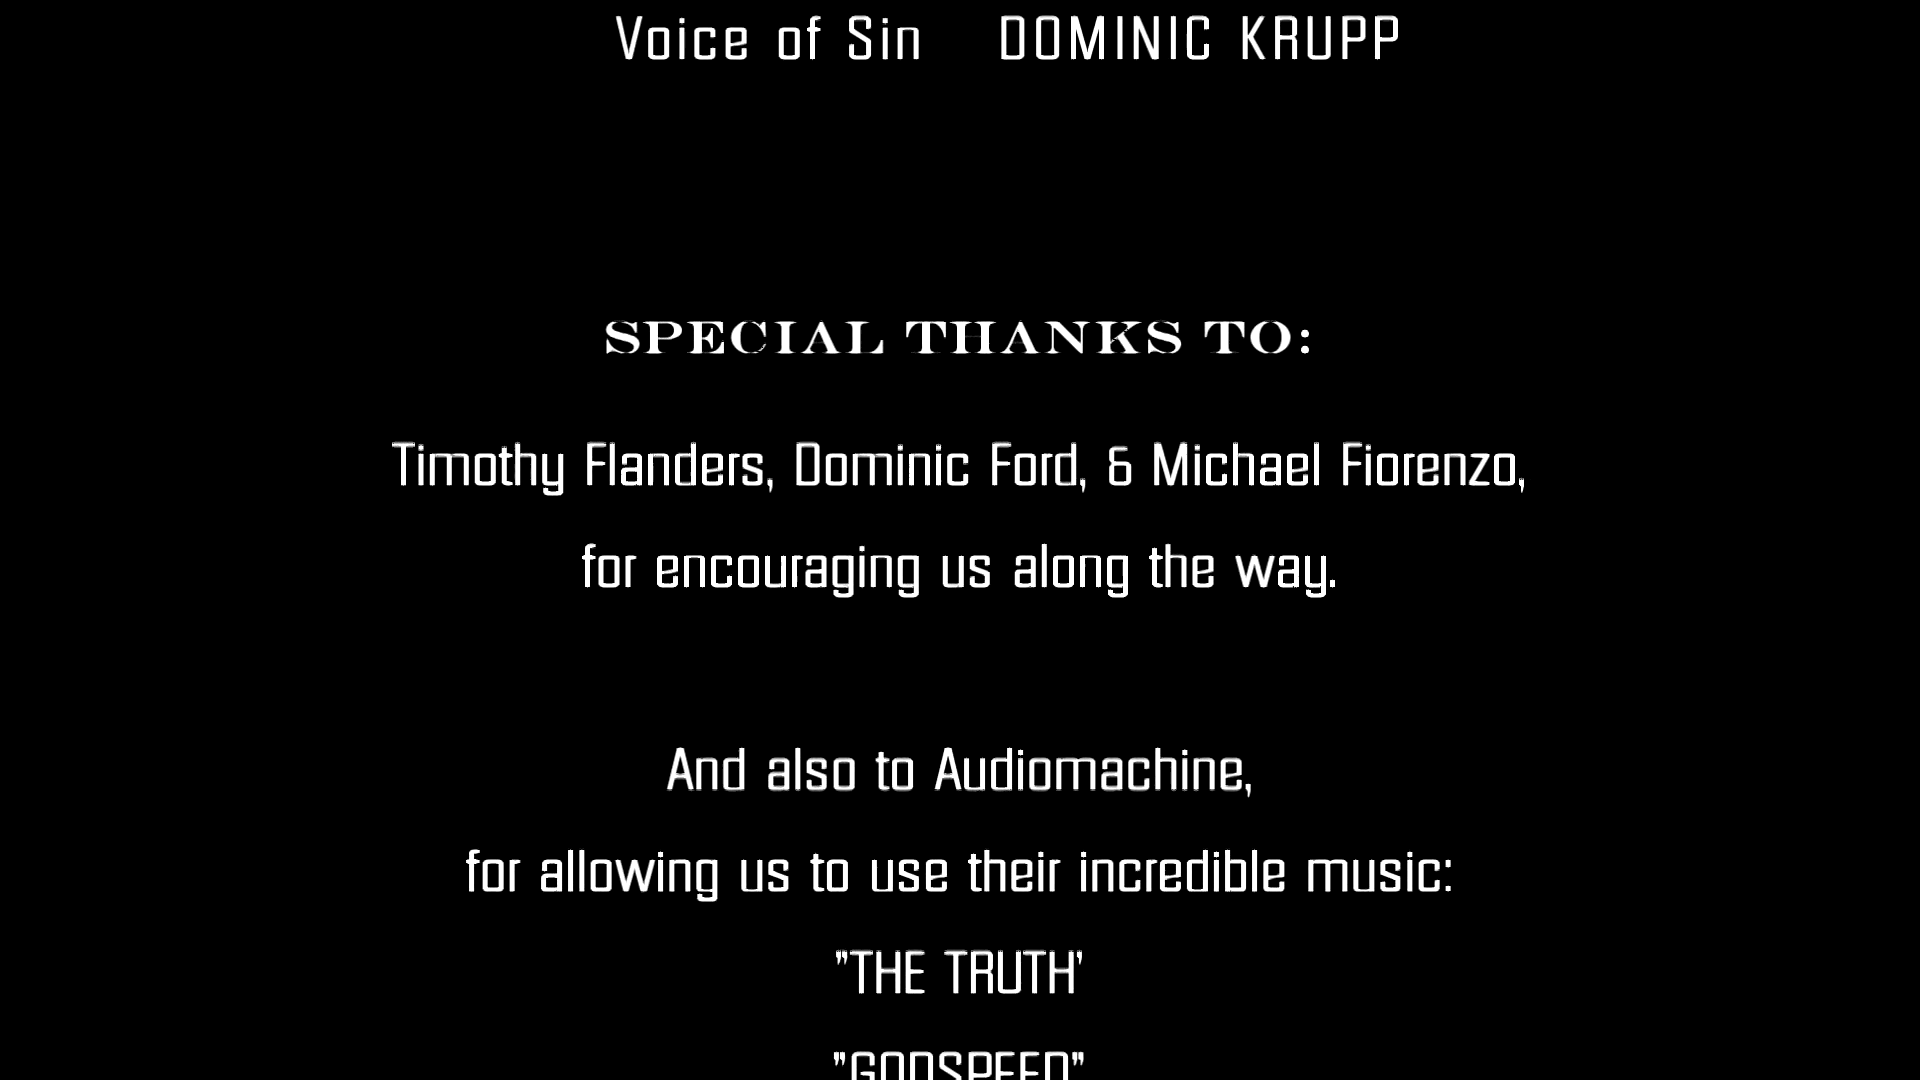 Voice of Sin DOMINIC KRUPP
SPECIAL THANKS TO:
Timothy Flanders, Dominic Ford, & Michael Fiorenzo,
for encouraging us along the way.
And also to Audiomachine,
for allowing us to use their incredible music:
"THE TRUTH'
"GODSPEED"